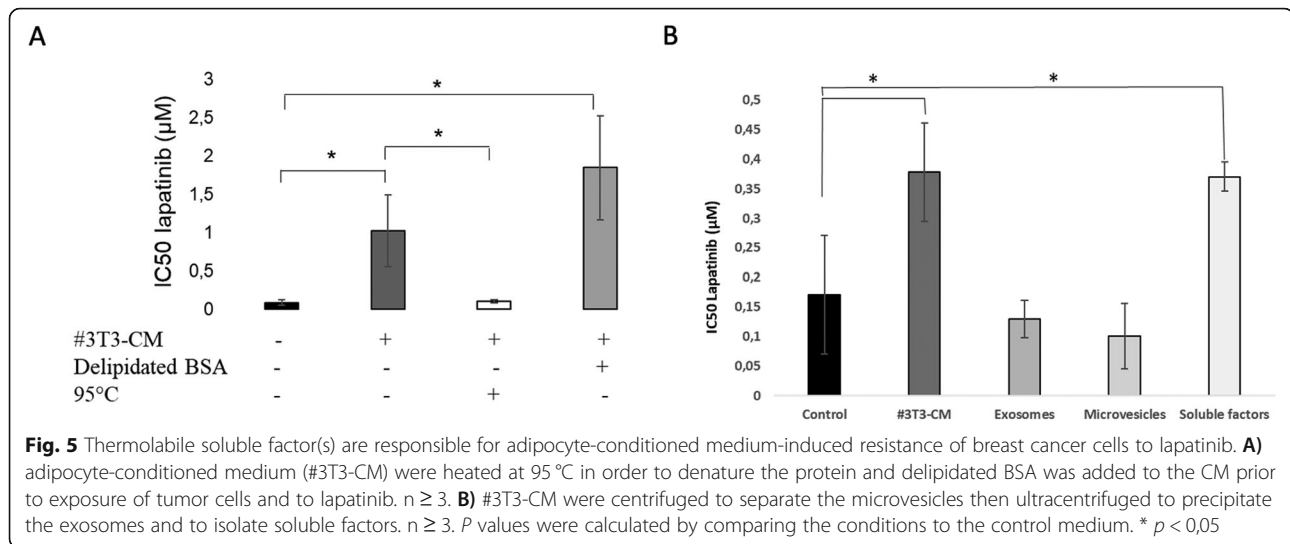 A
B
*
*
*
IC50 lapatinib (µM)
3
2,5
2
1,5
1
0,5
0
#3T3-CM - + + +
Delipidated BSA - - - +
95°C - - + -
*
*
IC50 Lapatinib (µM)
0,5
0,45
0,4
0,35
0,3
0,25
0,2
0,15
0,1
0,05
0
Control #3T3-CM Exosomes Microvesicles Soluble factors
Fig. 5 Thermolabile soluble factor(s) are responsible for adipocyte-conditioned medium-induced resistance of breast cancer cells to lapatinib. A)
adipocyte-conditioned medium (#3T3-CM) were heated at 95 °C in order to denature the protein and delipidated BSA was added to the CM prior
to exposure of tumor cells and to lapatinib. n ≥ 3. B) #3T3-CM were centrifuged to separate the microvesicles then ultracentrifuged to precipitate
the exosomes and to isolate soluble factors. n ≥ 3. P values were calculated by comparing the conditions to the control medium. * p < 0,05